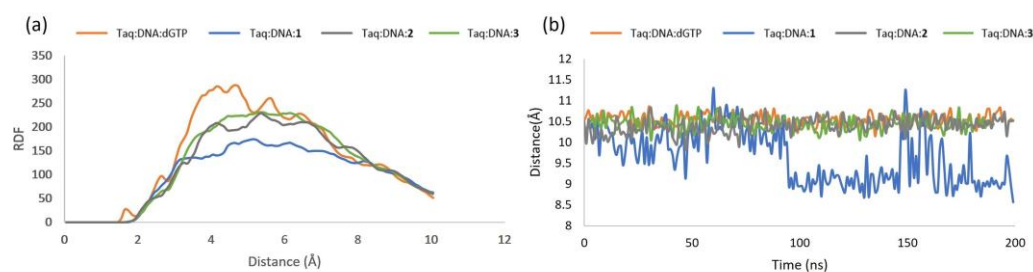 (a)
Taq:DNA:dGTP Taq:DNA:1 Taq:DNA:2 Taq:DNA:3
350
300
250
200
150
100
50
0
RDF
0 2 4 6 8 10 12
Distance (Å)
(b)
Taq:DNA:dGTP Taq:DNA:1 Taq:DNA:2 Taq:DNA:3
12
11.5
11
10.5
10
9.5
9
8.5
8
Distance(Å)
0 50 100 150 200
Time (ns)